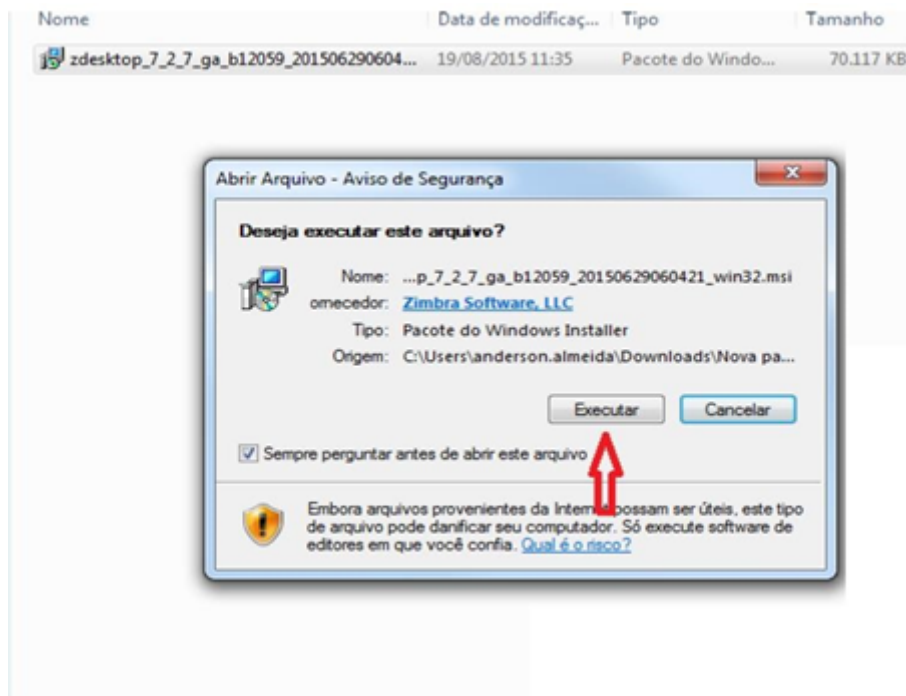 Nome Data de modificaç... Tipo Tamanho
zdesktop_7_2_7_ga_b12059_201506290604... 19/08/2015 11:35 Pacote do Windo... 70.117 KB
Abrir Arquivo - Aviso de Segurança
Deseja executar este arquivo?
Nome: ...p_7_2_7_ga_b12059_20150629060421_win32.msi
ornecedor: Zimbra Software, LLC
Tipo: Pacote do Windows Installer
Origem: C:\Users\anderson.almeida\Downloads\Nova pa...
Executar Cancelar
Sempre perguntar antes de abrir este arquivo
Embora arquivos provenientes da Internet possam ser úteis, este tipo
de arquivo pode danificar seu computador. Só execute software de
editores em que você confia. Qual é o risco?